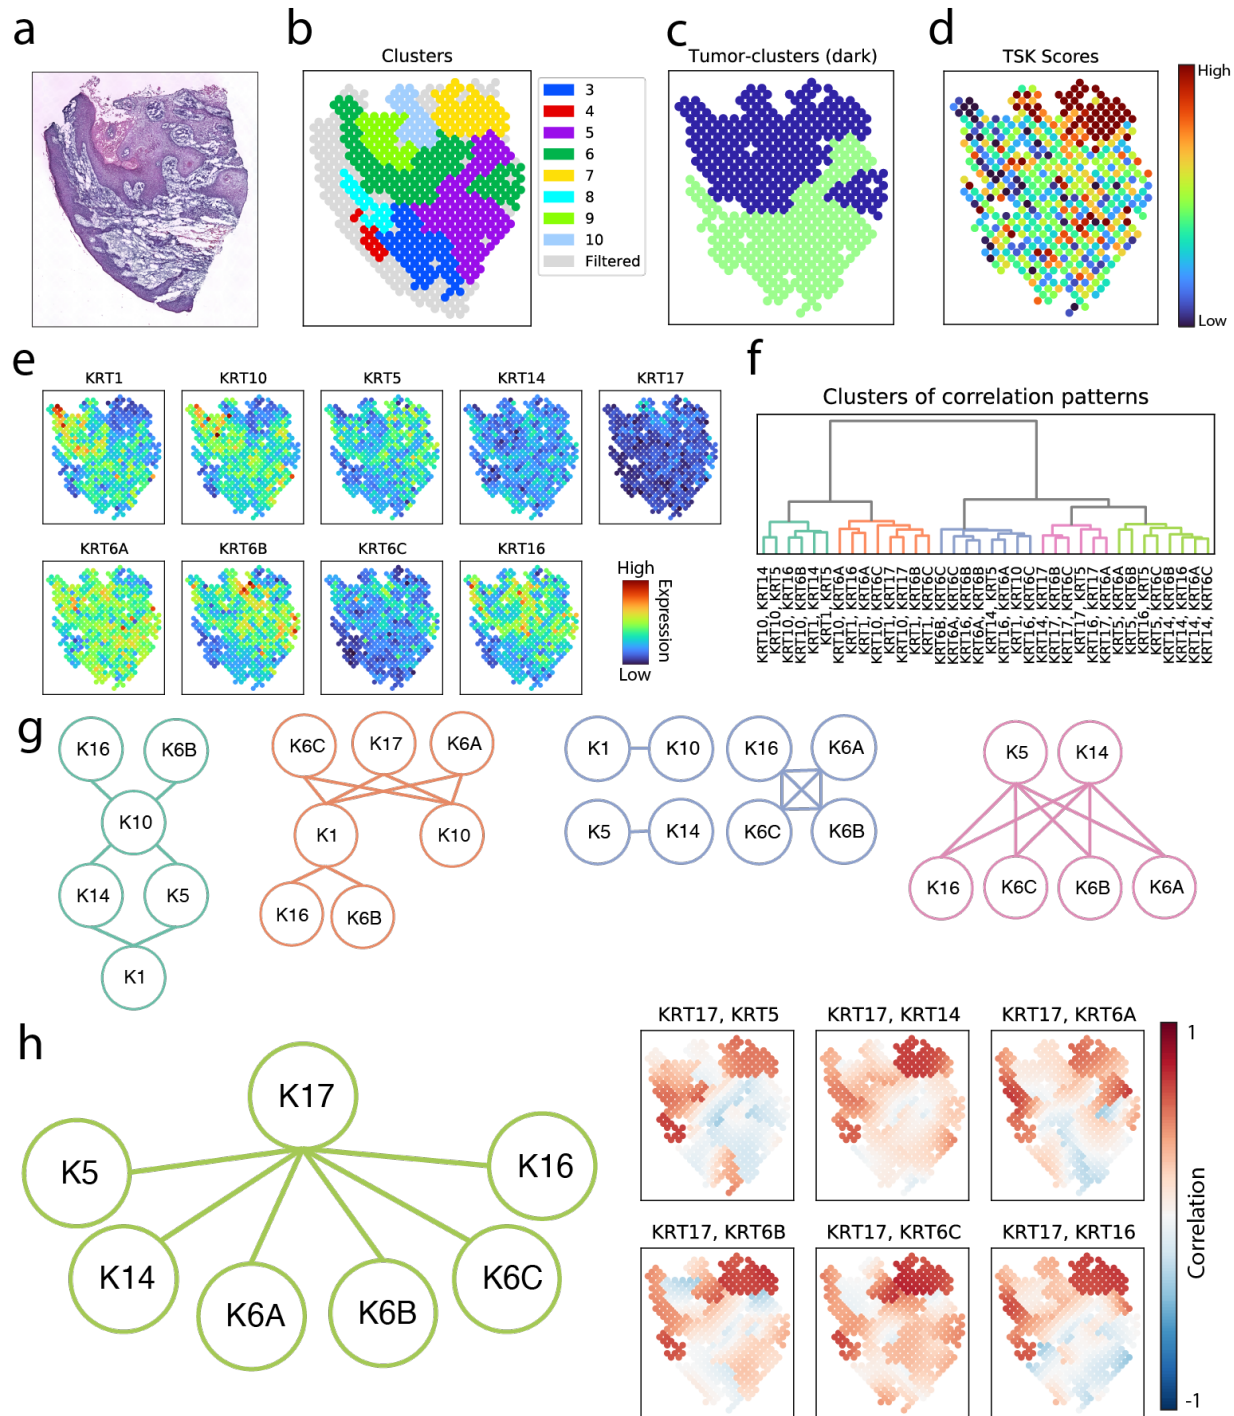 a
b
Clusters
3
4
5
6
7
8
9
10
Filtered
c
Tumor-clusters (dark)
d
TSK Scores
High
Low
e
KRT1
KRT10
KRT5
KRT14
KRT17
KRT6A
KRT6B
KRT6C
KRT16
High
Expression
Low
f
Clusters of correlation patterns
KRT10, KRT14
KRT10, KRT5
KRT10, KRT16
KRT10, KRT6B
KRT1, KRT14
KRT1, KRT5
KRT10, KRT6A
KRT1, KRT16
KRT1, KRT6A
KRT10, KRT6C
KRT1, KRT17
KRT10, KRT17
KRT1, KRT6B
KRT1, KRT6C
KRT6B, KRT6C
KRT6A, KRT6C
KRT16, KRT6B
KRT6A, KRT6B
KRT14, KRT5
KRT16, KRT6A
KRT1, KRT10
KRT16, KRT6C
KRT14, KRT17
KRT17, KRT6B
KRT17, KRT6C
KRT17, KRT5
KRT16, KRT17
KRT17, KRT6A
KRT5, KRT6A
KRT5, KRT6B
KRT16, KRT5
KRT5, KRT6C
KRT14, KRT6B
KRT14, KRT16
KRT14, KRT6A
KRT14, KRT6C
g
K16
K6B
K10
K14
K5
K1
K6C
K17
K6A
K1
K10
K16
K6B
K1
K10
K16
K6A
K5
K14
K6C
K6B
K5
K14
K16
K6C
K6B
K6A
h
K17
K5
K16
K14
K6C
K6A
K6B
KRT17, KRT5
KRT17, KRT14
KRT17, KRT6A
KRT17, KRT6B
KRT17, KRT6C
KRT17, KRT16
1
Correlation
-1